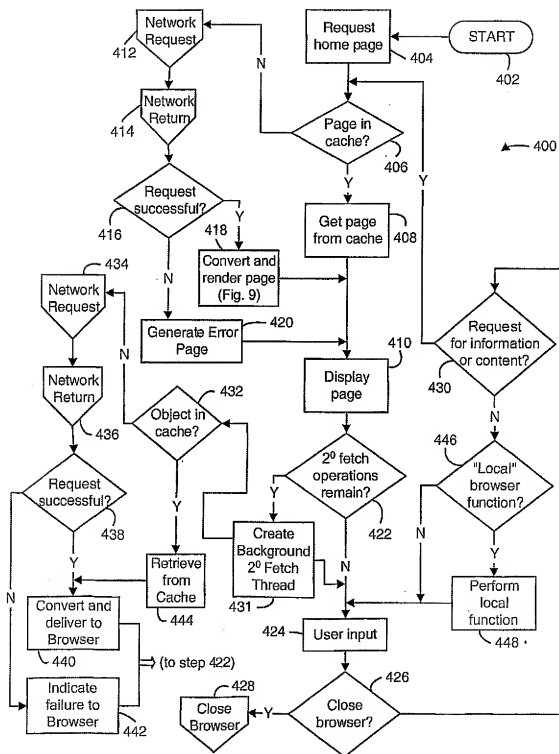 Request
home page
404
START
402
Network
Request
412
N
Network
Return
414
Page in
cache?
406
400
Y
Request
successful?
416
Y
Get page
from cache
408
Y
418
Convert and
render page
(Fig. 9)
N
434
Network
Request
420
Generate Error
Page
410
Request
for information
or content?
430
N
Display
page
Network
Return
436
432
Object in
cache?
N
446
"Local"
browser
function?
2⁰ fetch
operations
remain?
422
Request
successful?
438
Y
Y
N
Y
N
Create
Background
2⁰ Fetch
Thread
431
Y
Retrieve
from
Cache
444
N
Convert and
deliver to
Browser
440
Perform
local
function
448
424
User input
(to step 422)
Indicate
failure to
Browser
442
428
Close
Browser
Y
Close
browser?
426